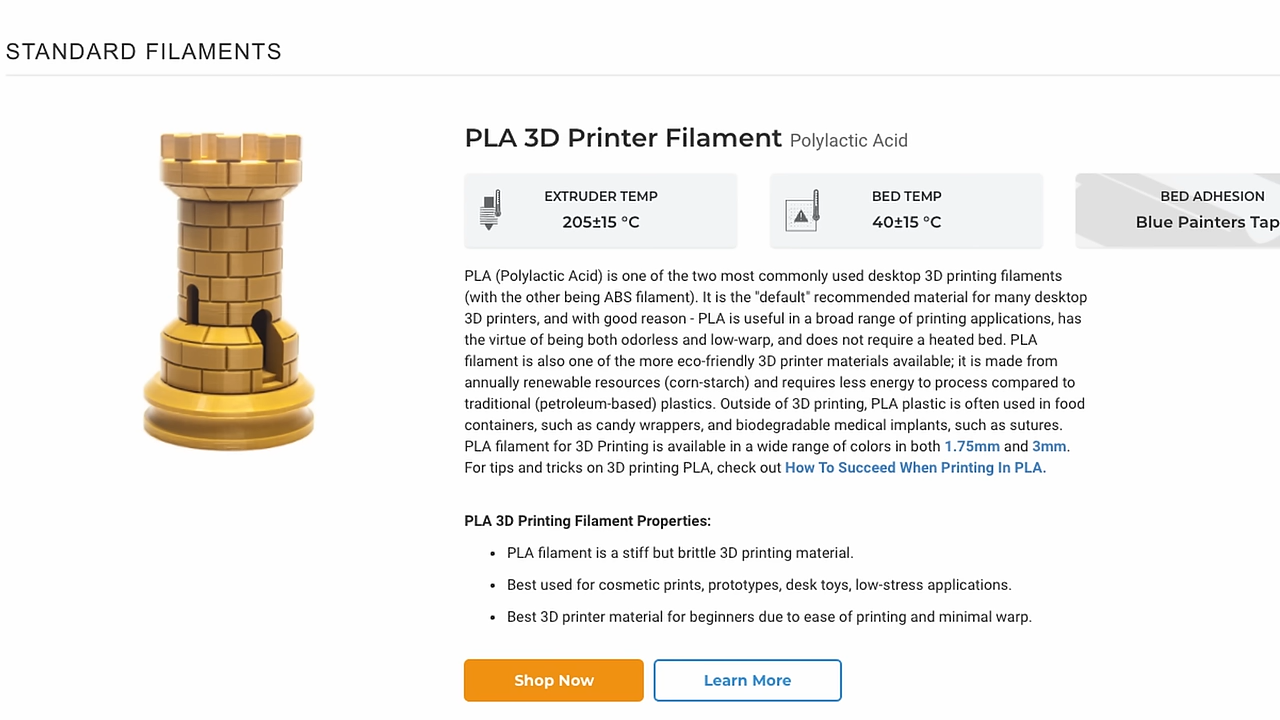 STANDARD FILAMENTS
PLA 3D Printer Filament Polylactic Acid
EXTRUDER TEMP
205±15 °C
BED TEMP
40±15 °C
BED ADHESION
Blue Painters Tap
PLA (Polylactic Acid) is one of the two most commonly used desktop 3D printing filaments
(with the other being ABS filament). It is the "default" recommended material for many desktop
3D printers, and with good reason - PLA is useful in a broad range of printing applications, has
the virtue of being both odorless and low-warp, and does not require a heated bed. PLA
filament is also one of the more eco-friendly 3D printer materials available; it is made from
annually renewable resources (corn-starch) and requires less energy to process compared to
traditional (petroleum-based) plastics. Outside of 3D printing, PLA plastic is often used in food
containers, such as candy wrappers, and biodegradable medical implants, such as sutures.
PLA filament for 3D Printing is available in a wide range of colors in both 1.75mm and 3mm.
For tips and tricks on 3D printing PLA, check out How To Succeed When Printing In PLA.
PLA 3D Printing Filament Properties:
• PLA filament is a stiff but brittle 3D printing material.
• Best used for cosmetic prints, prototypes, desk toys, low-stress applications.
• Best 3D printer material for beginners due to ease of printing and minimal warp.
Shop Now
Learn More